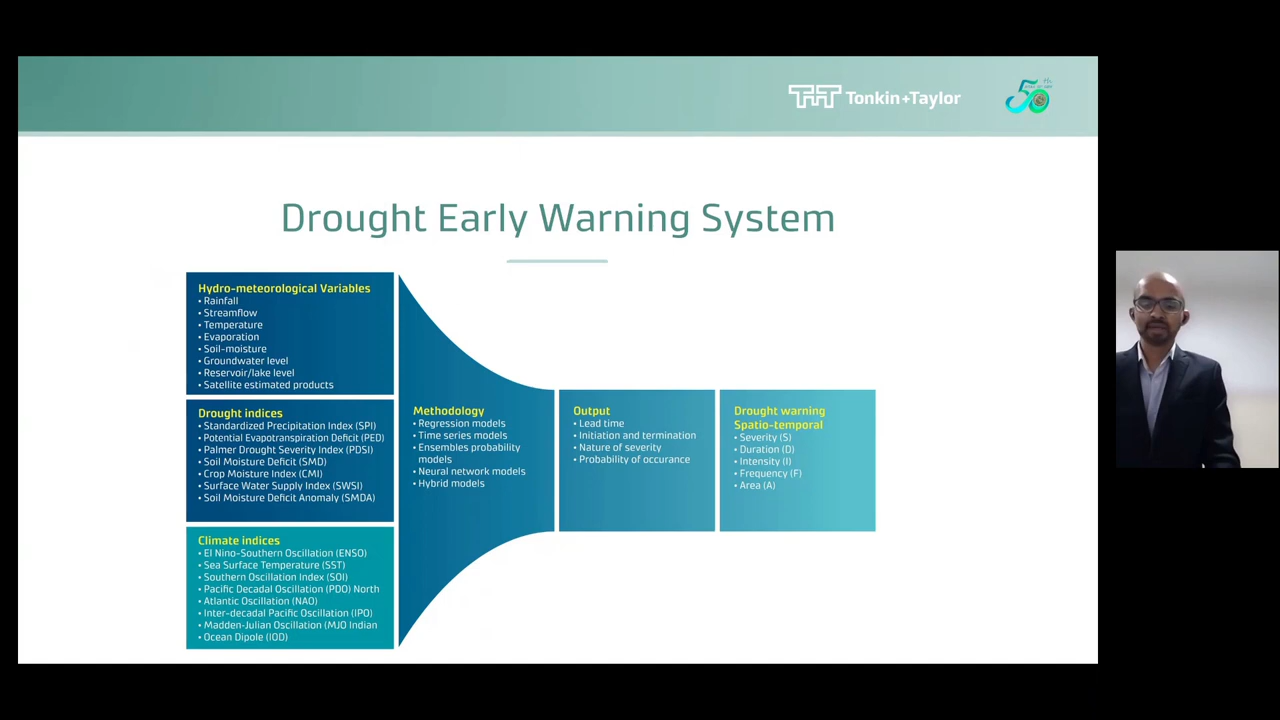 Tonkin+Taylor
50
Drought Early Warning System
Hydro-meteorological Variables
• Rainfall
• Streamflow
• Temperature
• Evaporation
• Soil-moisture
• Groundwater level
• Reservoir/lake level
• Satellite estimated products
Drought indices
• Standardized Precipitation Index (SPI)
• Potential Evapotranspiration Deficit (PED)
• Palmer Drought Severity Index (PDSI)
• Soil Moisture Deficit (SMD)
• Crop Moisture Index (CMI)
• Surface Water Supply Index (SWSI)
• Soil Moisture Deficit Anomaly (SMDA)
Climate indices
• El Nino-Southern Oscillation (ENSO)
• Sea Surface Temperature (SST)
• Southern Oscillation Index (SOI)
• Pacific Decadal Oscillation (PDO) North
• Atlantic Oscillation (NAO)
• Inter-decadal Pacific Oscillation (IPO)
• Madden-Julian Oscillation (MJO Indian
• Ocean Dipole (IOD)
Methodology
• Regression models
• Time series models
• Ensembles probability
models
• Neural network models
• Hybrid models
Output
• Lead time
• Initiation and termination
• Nature of severity
• Probability of occurance
Drought warning
Spatio-temporal
• Severity (S)
• Duration (D)
• Intensity (I)
• Frequency (F)
• Area (A)